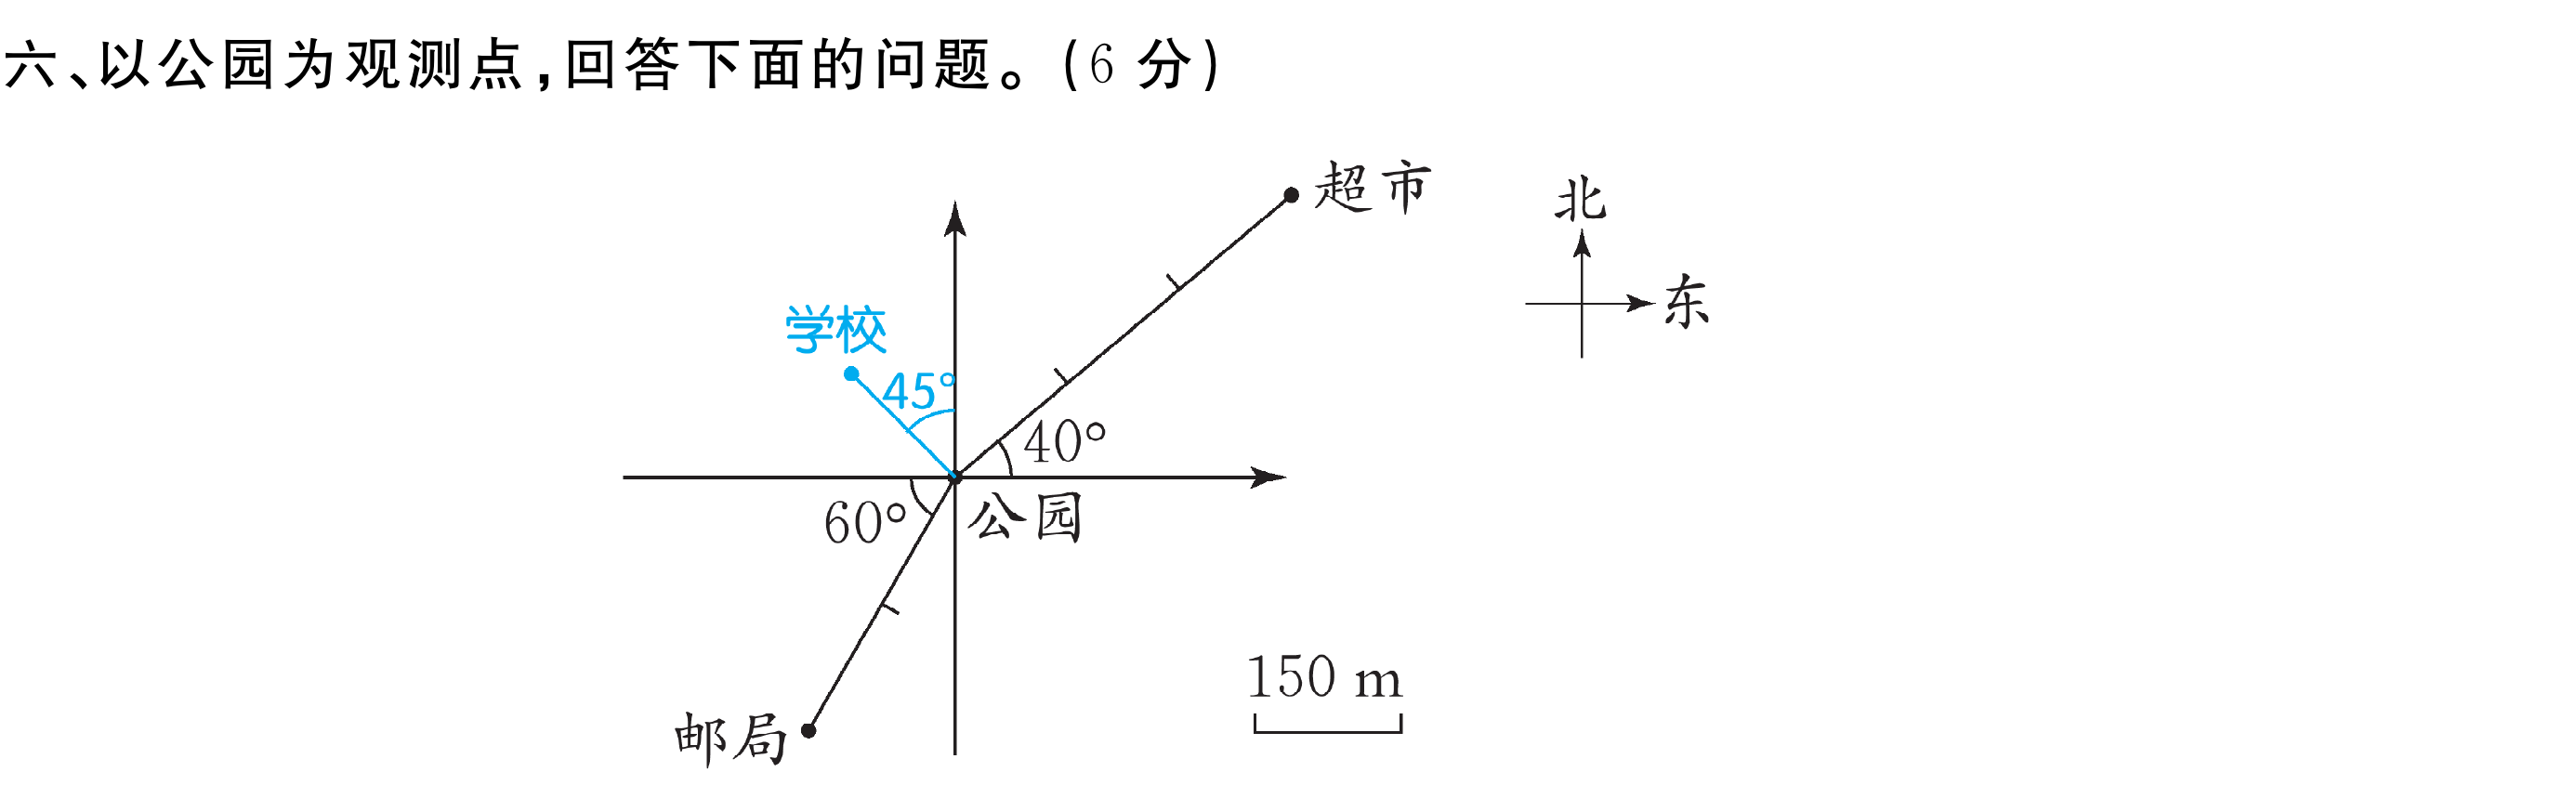 六、以公园为观测点,回答下面的问题。(6 分)
超市
北
东
学校
45°
40°
公园
60°
150 m
邮局